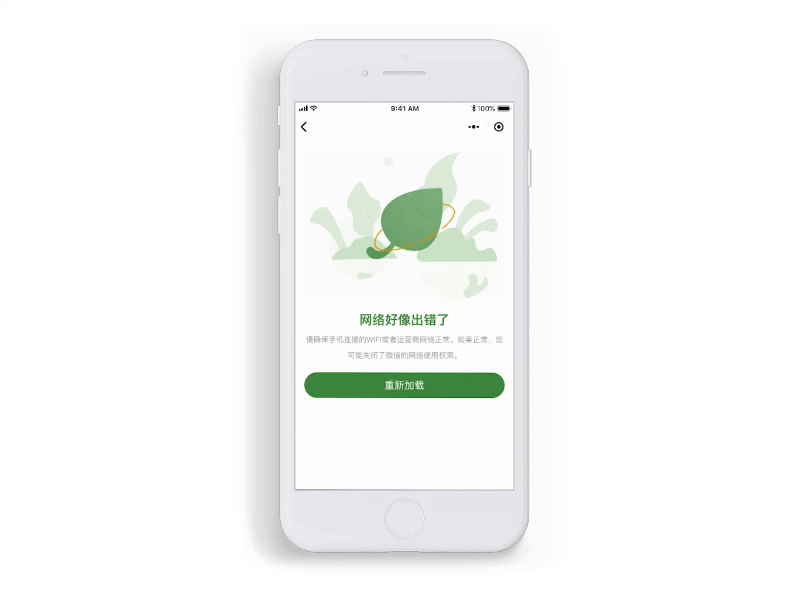 9:41 AM
100%
网络好像出错了
请确保手机连接的WIFI或者运营商网络正常。如果正常，您
可能关闭了微信的网络使用权限。
重新加载